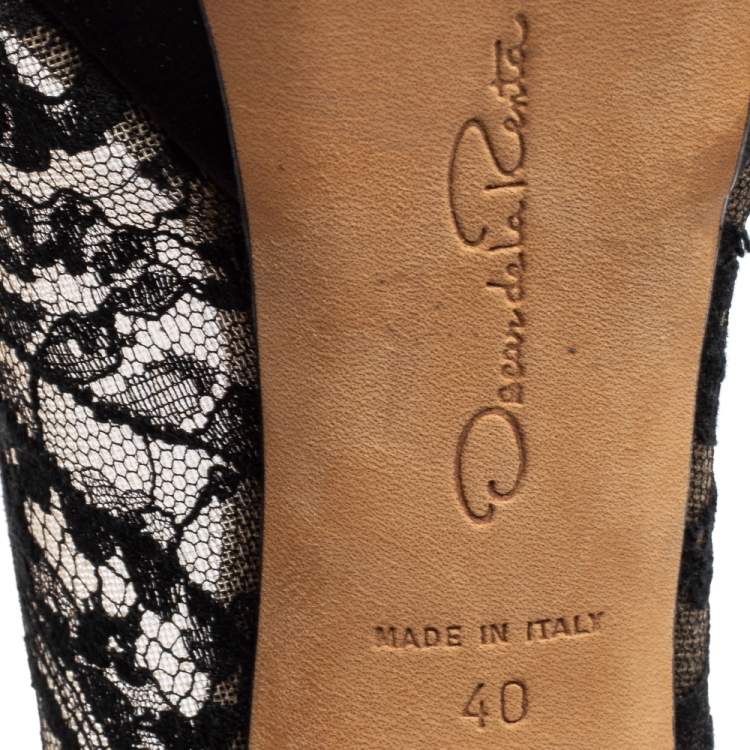 Oscar de la Renta
MADE IN ITALY
40